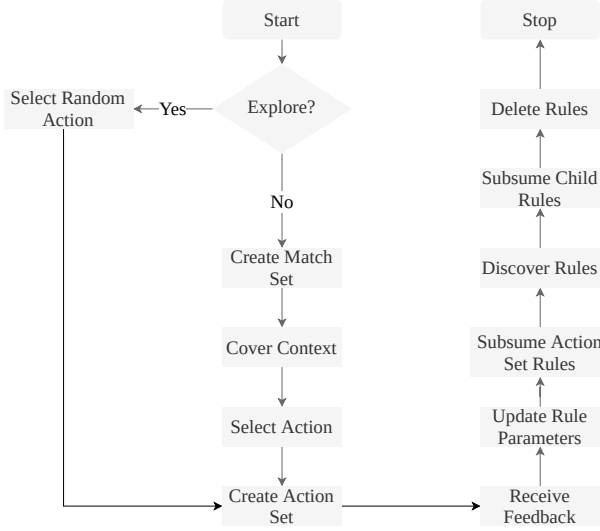 Start
Explore?
Yes
Select Random
Action
No
Create Match
Set
Cover Context
Select Action
Create Action
Set
Receive
Feedback
Update Rule
Parameters
Subsume Action
Set Rules
Discover Rules
Subsume Child
Rules
Delete Rules
Stop